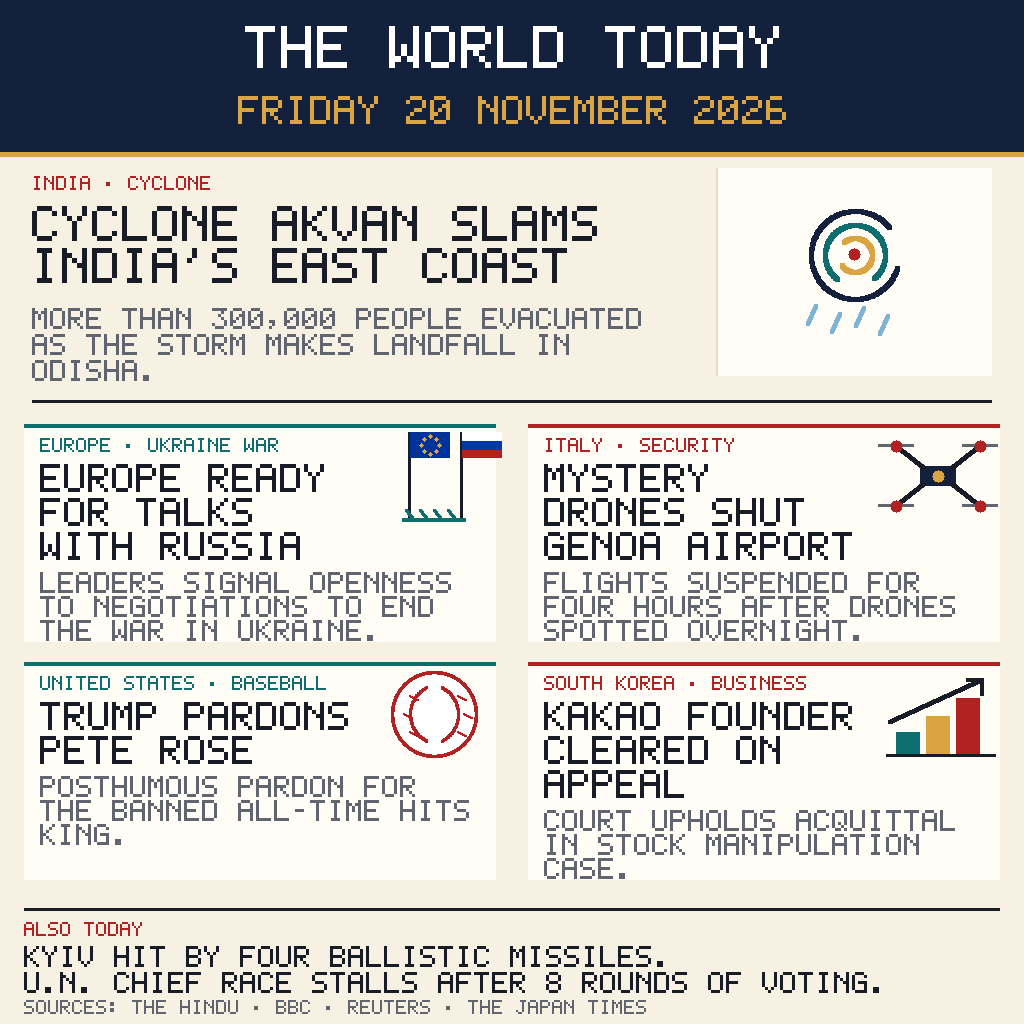 THE WORLD TODAY
FRIDAY 20 NOVEMBER 2026
INDIA · CYCLONE
CYCLONE AKVAN SLAMS
INDIA'S EAST COAST
MORE THAN 300,000 PEOPLE EVACUATED
AS THE STORM MAKES LANDFALL IN
ODISHA.
EUROPE · UKRAINE WAR
EUROPE READY
FOR TALKS
WITH RUSSIA
LEADERS SIGNAL OPENNESS
TO NEGOTIATIONS TO END
THE WAR IN UKRAINE.
ITALY · SECURITY
MYSTERY
DRONES SHUT
GENOA AIRPORT
FLIGHTS SUSPENDED FOR
FOUR HOURS AFTER DRONES
SPOTTED OVERNIGHT.
UNITED STATES · BASEBALL
TRUMP PARDONS
PETE ROSE
POSTHUMOUS PARDON FOR
THE BANNED ALL-TIME HITS
KING.
SOUTH KOREA · BUSINESS
KAKAO FOUNDER
CLEARED ON
APPEAL
COURT UPHOLDS ACQUITTAL
IN STOCK MANIPULATION
CASE.
ALSO TODAY
KYIV HIT BY FOUR BALLISTIC MISSILES.
U.N. CHIEF RACE STALLS AFTER 8 ROUNDS OF VOTING.
SOURCES: THE HINDU · BBC · REUTERS · THE JAPAN TIMES